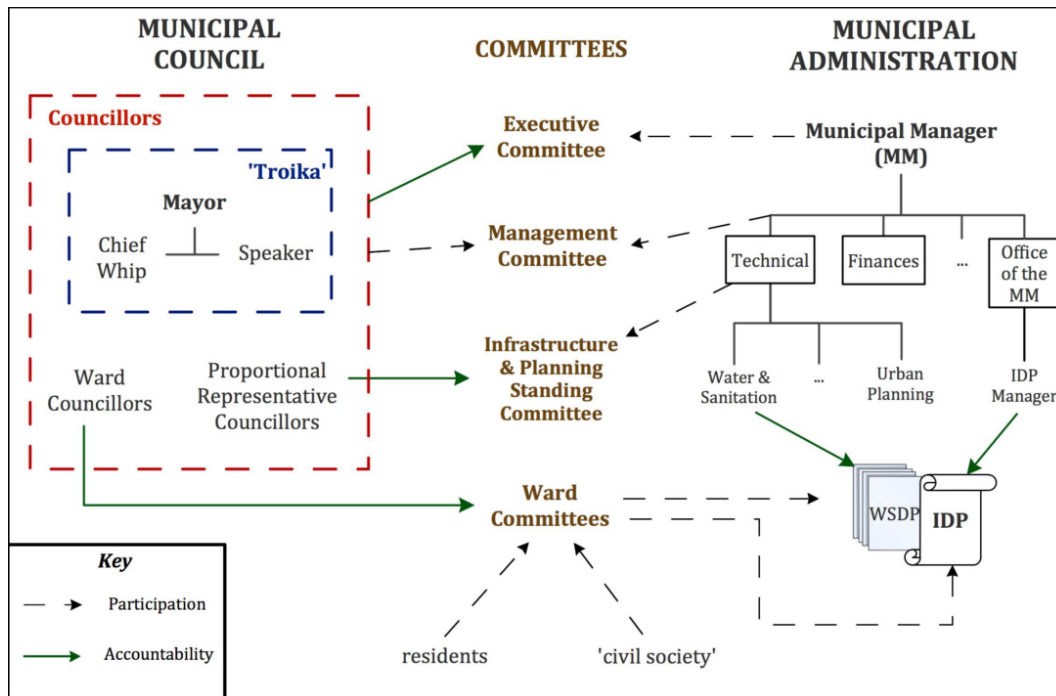 MUNICIPAL
COUNCIL
COMMITTEES
MUNICIPAL
ADMINISTRATION
Councillors
'Troika'
Mayor
Chief
Whip
Speaker
Ward
Councillors
Proportional
Representative
Councillors
Executive
Committee
Management
Committee
Infrastructure
& Planning
Standing
Committee
Ward
Committees
residents
'civil society'
Municipal Manager
(MM)
Technical
Finances
...
Office
of the
MM
Water &
Sanitation
...
Urban
Planning
IDP
Manager
WSDP
IDP
Key
Participation
Accountability